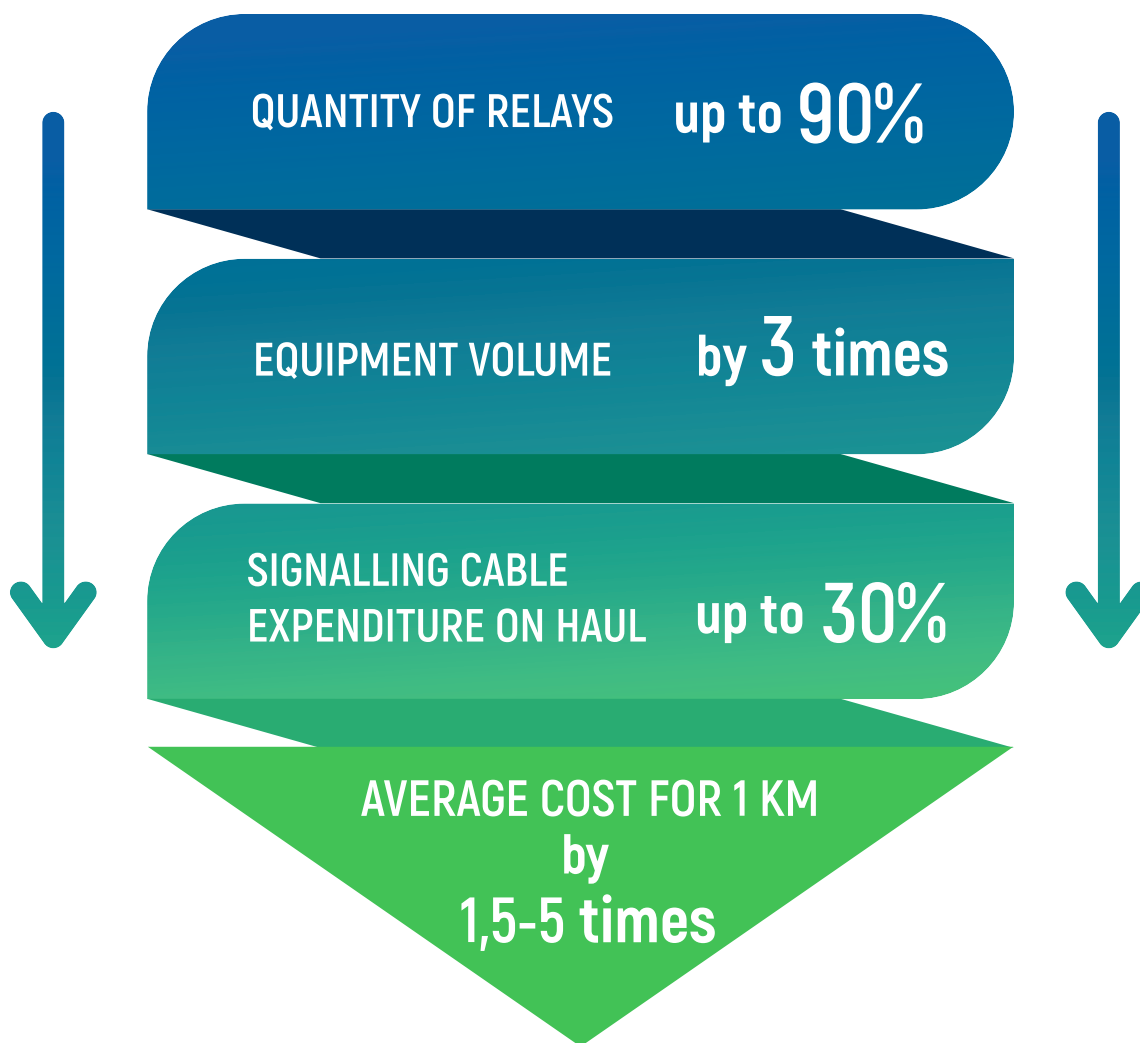 QUANTITY OF RELAYS up to 90%
EQUIPMENT VOLUME by 3 times
SIGNALLING CABLE
EXPENDITURE ON HAUL up to 30%
AVERAGE COST FOR 1 KM
by
1,5-5 times